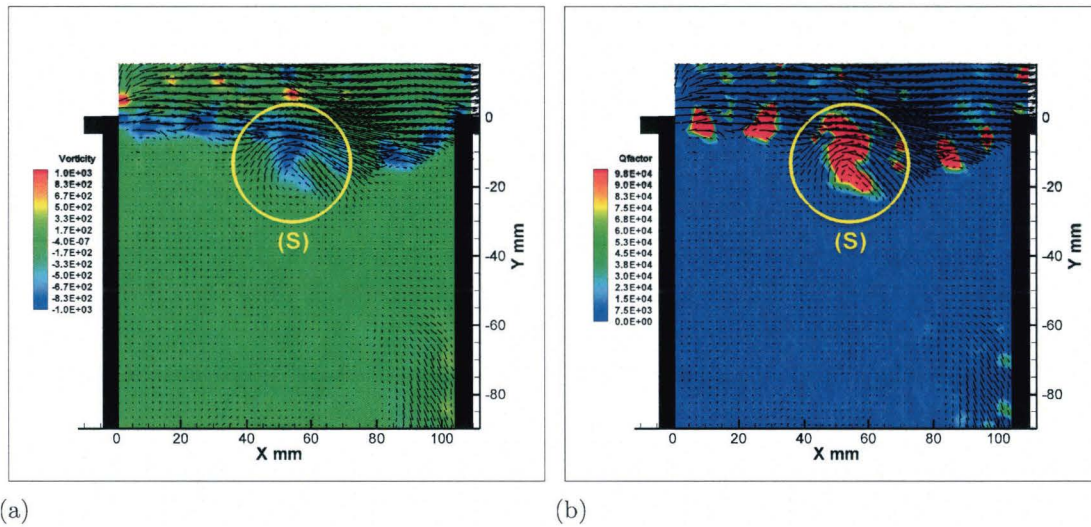 Vorticity
1.0E+03
8.3E+02
6.7E+02
5.0E+02
3.3E+02
1.7E+02
-4.0E-07
-1.7E+02
-3.3E+02
-5.0E+02
-6.7E+02
-8.3E+02
-1.0E+03
(S)
0
-20
-40
-60
-80
Y mm
0 20 40 60 80 100
X mm
(a)
Qfactor
9.8E+04
9.0E+04
8.3E+04
7.5E+04
6.8E+04
6.0E+04
5.3E+04
4.5E+04
3.8E+04
3.0E+04
2.3E+04
1.5E+04
7.5E+03
0.0E+00
(S)
0
-20
-40
-60
-80
Y mm
0 20 40 60 80 100
X mm
(b)